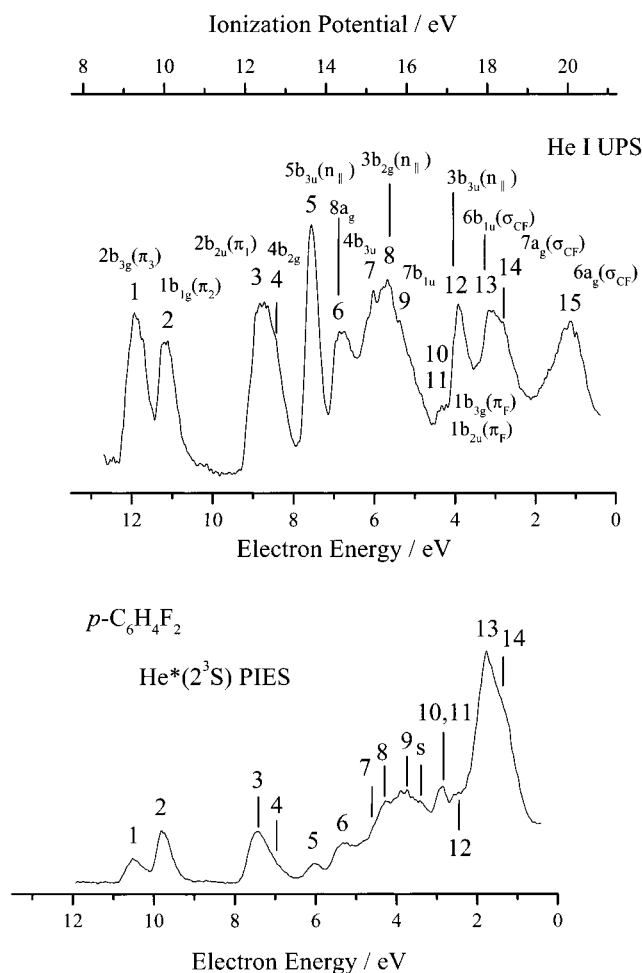 Ionization Potential / eV
8 10 12 14 16 18 20
He I UPS
5b3u(n∥)
3b2g(n∥)
3b3u(n∥)
6b1u(σCF)
7ag(σCF)
6ag(σCF)
8ag
2b2u(π1)
4b2g
4b3u
7b1u
2b3g(π3)
1b1g(π2)
1 2 3 4 5 6 7 8 9 10 11 12 13 14 15
1b3g(πF)
1b2u(πF)
12 10 8 6 4 2 0
Electron Energy / eV
p-C6H4F2
He*(2³S) PIES
1 2 3 4 5 6 7 8 9 s 10,11 12 13 14
12 10 8 6 4 2 0
Electron Energy / eV